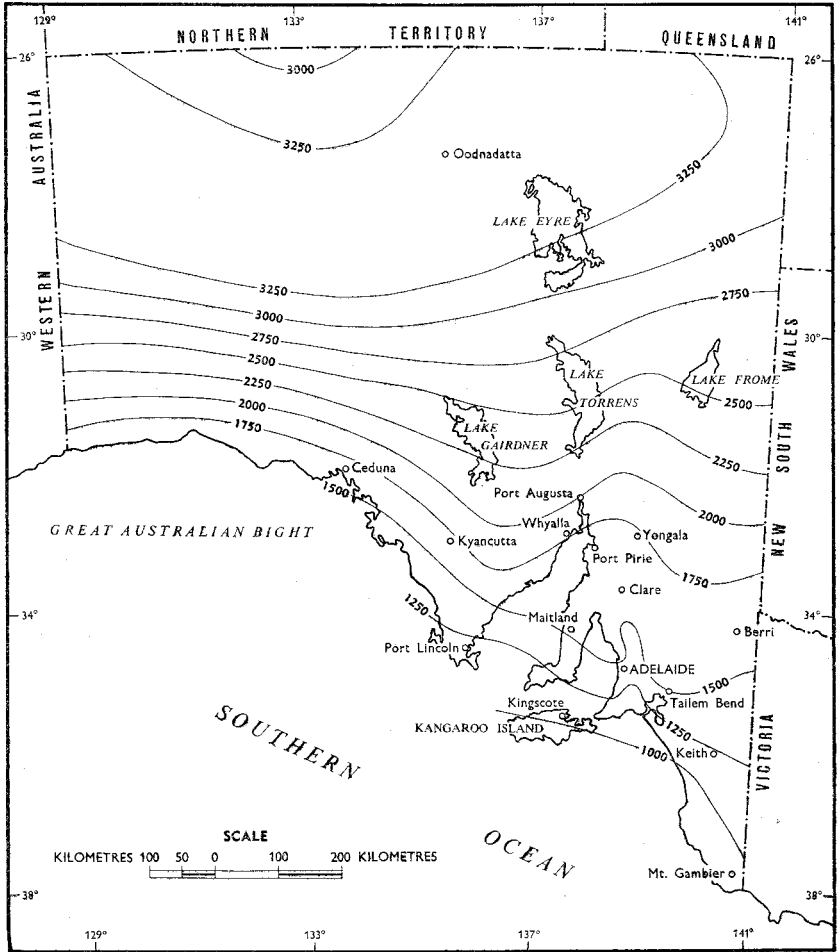 129° 133° 137° 141°
NORTHERN TERRITORY QUEENSLAND
26° 26°
3000
3250
Oodnadatta
3250
WESTERN AUSTRALIA
LAKE EYRE
3000
3250
2750
3000
30° 30°
2750
2500
LAKE TORRENS
LAKE FROME
2500
2250
2000
1750
LAKE GAIRDNER
2250
NEW SOUTH WALES
Ceduna
1500
Port Augusta
2000
GREAT AUSTRALIAN BIGHT
Whyalla
Kyancutta
Yongala
Port Pirie
1750
Clare
34° 34°
1250
Maitland
Berri
Port Lincoln
ADELAIDE
1500
Tailem Bend
Kingscote
KANGAROO ISLAND
1250
1000
Keith
VICTORIA
SOUTHERN OCEAN
SCALE
KILOMETRES 100 50 0 100 200 KILOMETRES
Mt. Gambier
38° 38°
129° 133° 137° 141°